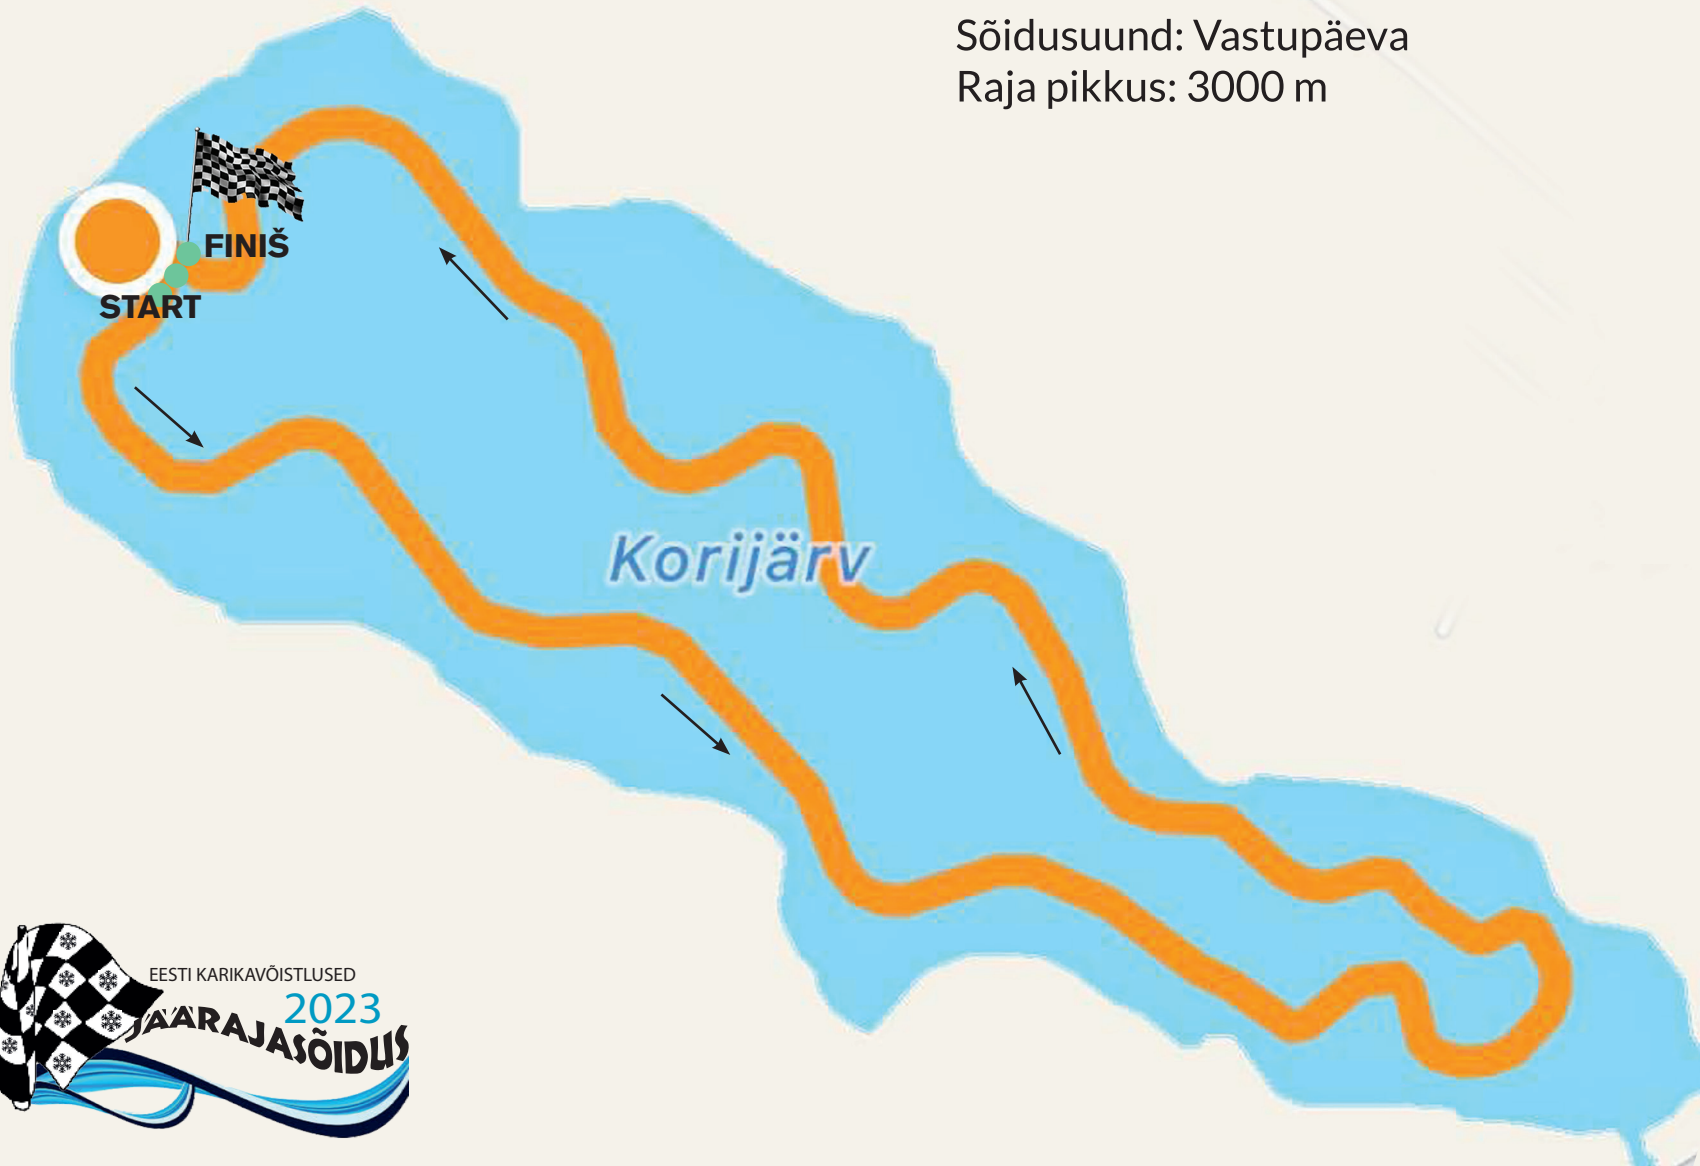 Sõidusuund: Vastupäeva
Raja pikkus: 3000 m
FINIŠ
START
Korijärv
EESTI KARIKAVÕISTLUSED
2023
JÄÄRAJASÕIDUS